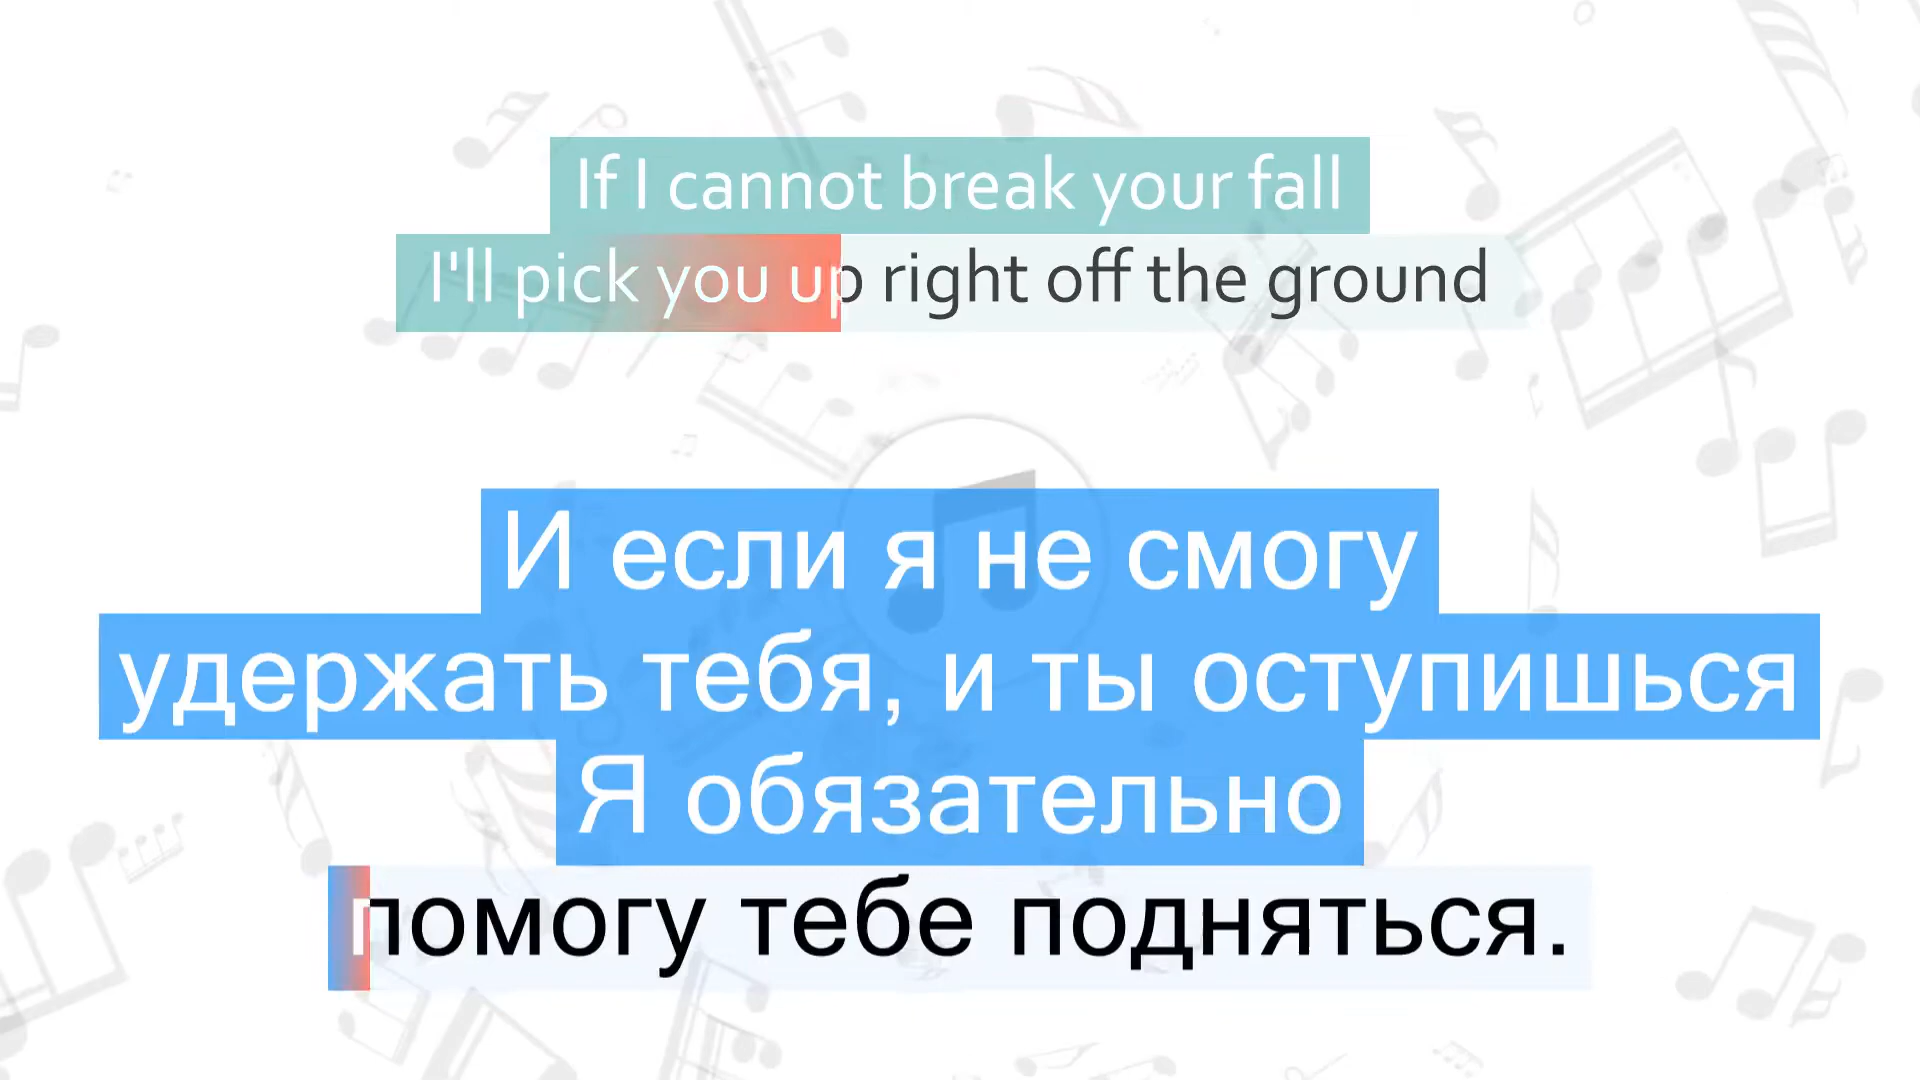 If I cannot break your fall
I'll pick you up right off the ground
И если я не смогу
удержать тебя, и ты оступишься
Я обязательно
помогу тебе подняться.